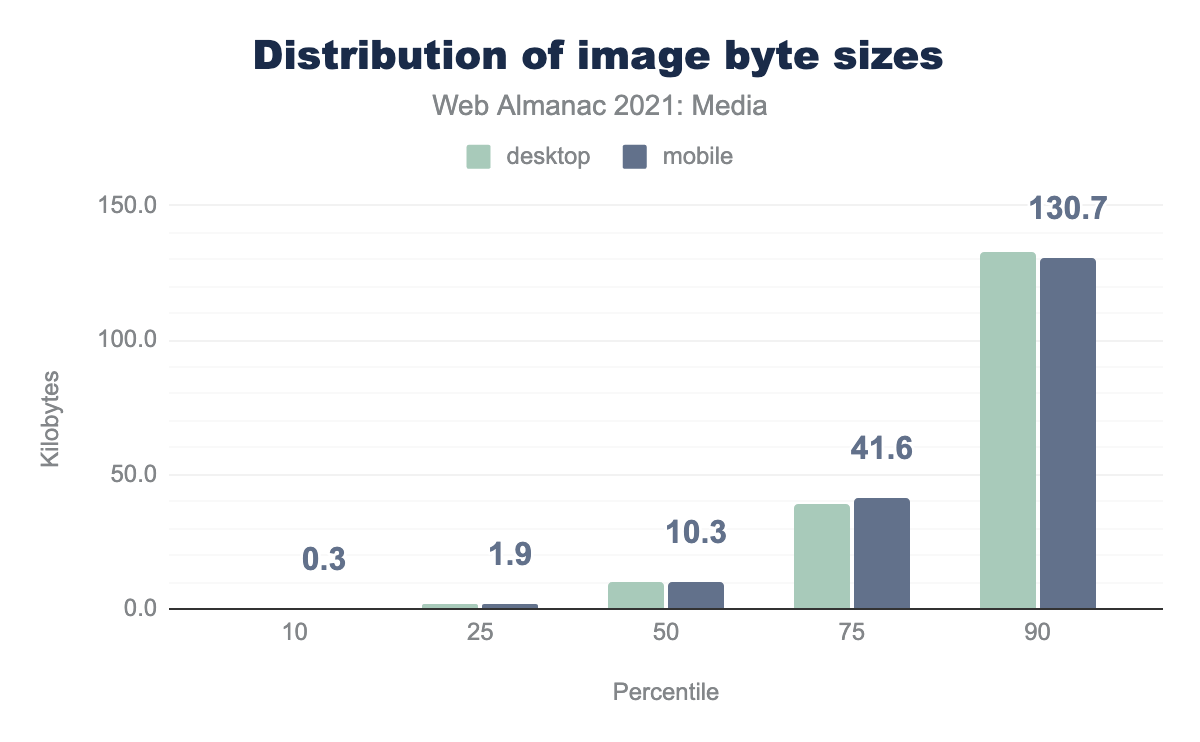 Distribution of image byte sizes
Web Almanac 2021: Media
desktop mobile
150.0
100.0
50.0
0.0
Kilobytes
0.3
1.9
10.3
41.6
130.7
10 25 50 75 90
Percentile